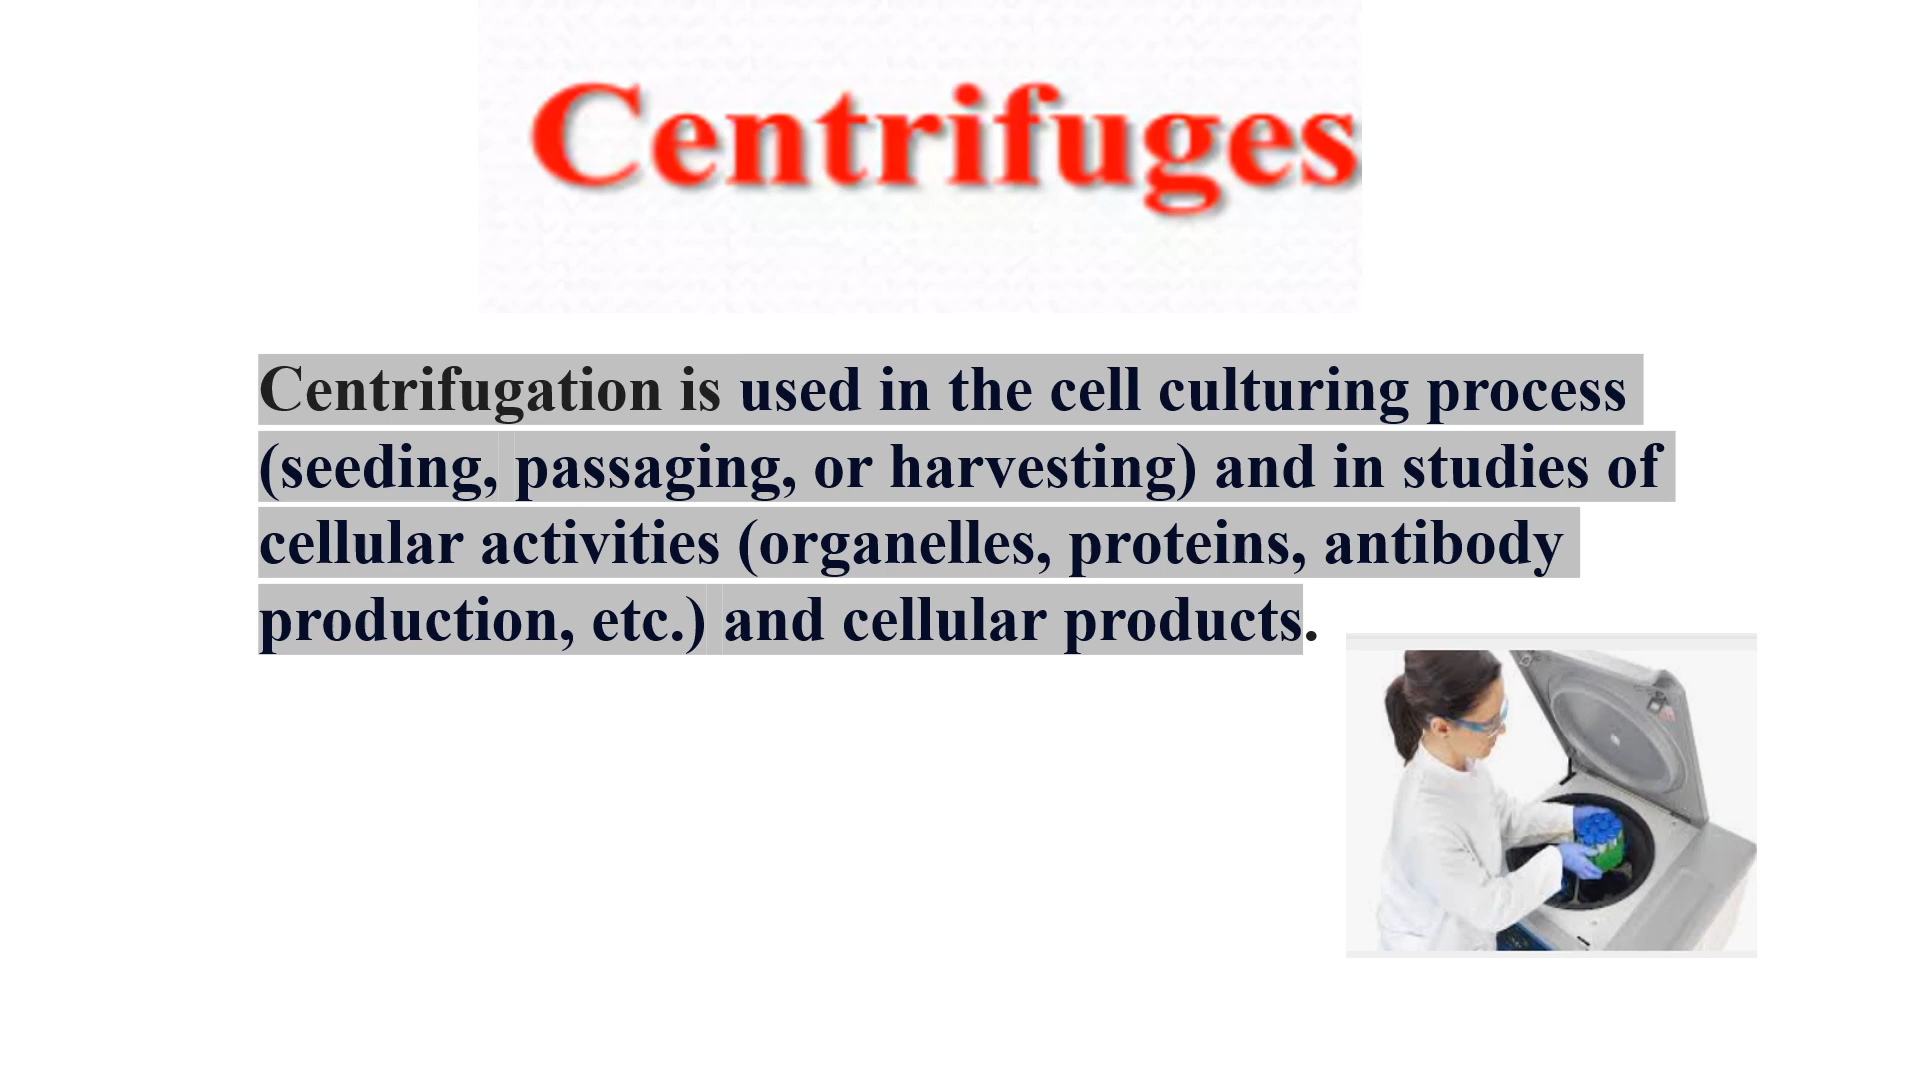 Centrifuges
Centrifugation is used in the cell culturing process
(seeding, passaging, or harvesting) and in studies of
cellular activities (organelles, proteins, antibody
production, etc.) and cellular products.